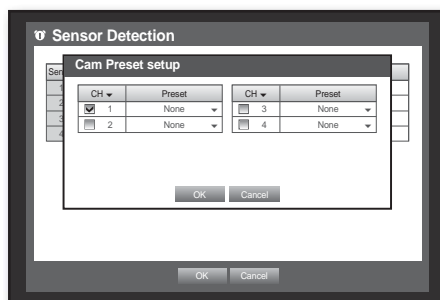 Sensor Detection
Sen
Cam Preset setup
CH Preset CH Preset
1 None 3 None
2 None 4 None
OK Cancel
OK Cancel